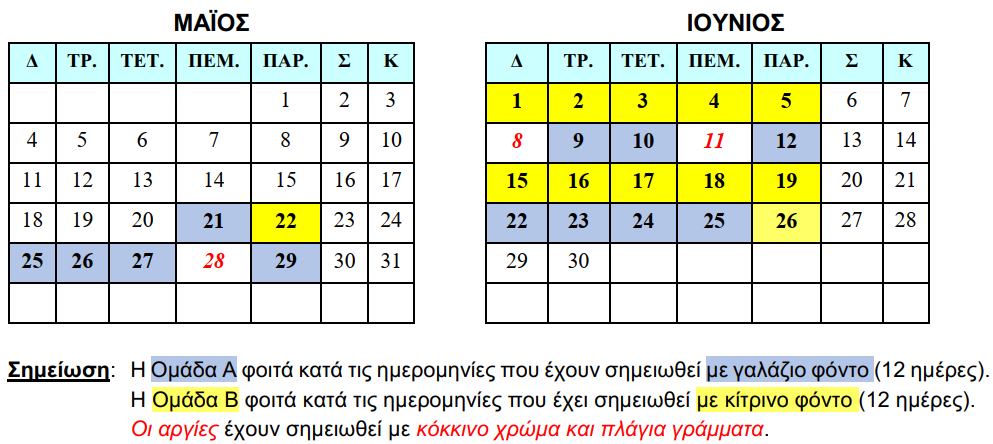 ΜΑΪΟΣ ΙΟΥΝΙΟΣ
Δ ΤΡ. ΤΕΤ. ΠΕΜ. ΠΑΡ. Σ Κ Δ ΤΡ. ΤΕΤ. ΠΕΜ. ΠΑΡ. Σ Κ
1 2 3 1 2 3 4 5 6 7
4 5 6 7 8 9 10 8 9 10 11 12 13 14
11 12 13 14 15 16 17 15 16 17 18 19 20 21
18 19 20 21 22 23 24 22 23 24 25 26 27 28
25 26 27 28 29 30 31 29 30
Σημείωση: Η Ομάδα Α φοιτά κατά τις ημερομηνίες που έχουν σημειωθεί με γαλάζιο φόντο (12 ημέρες).
Η Ομάδα Β φοιτά κατά τις ημερομηνίες που έχει σημειωθεί με κίτρινο φόντο (12 ημέρες).
Οι αργίες έχουν σημειωθεί με κόκκινο χρώμα και πλάγια γράμματα.